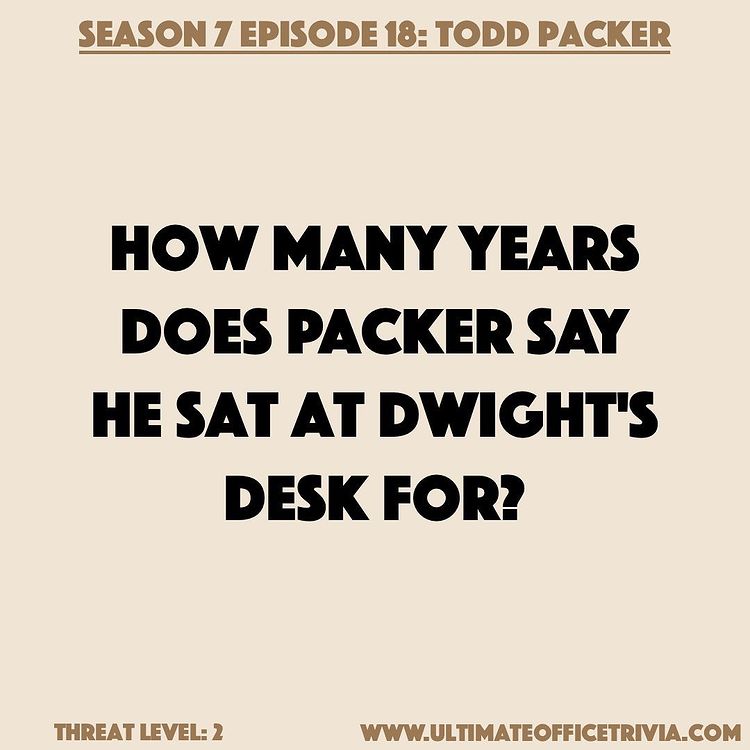 SEASON 7 EPISODE 18: TODD PACKER
HOW MANY YEARS
DOES PACKER SAY
HE SAT AT DWIGHT'S
DESK FOR?
THREAT LEVEL: 2
WWW.ULTIMATEOFFICETRIVIA.COM